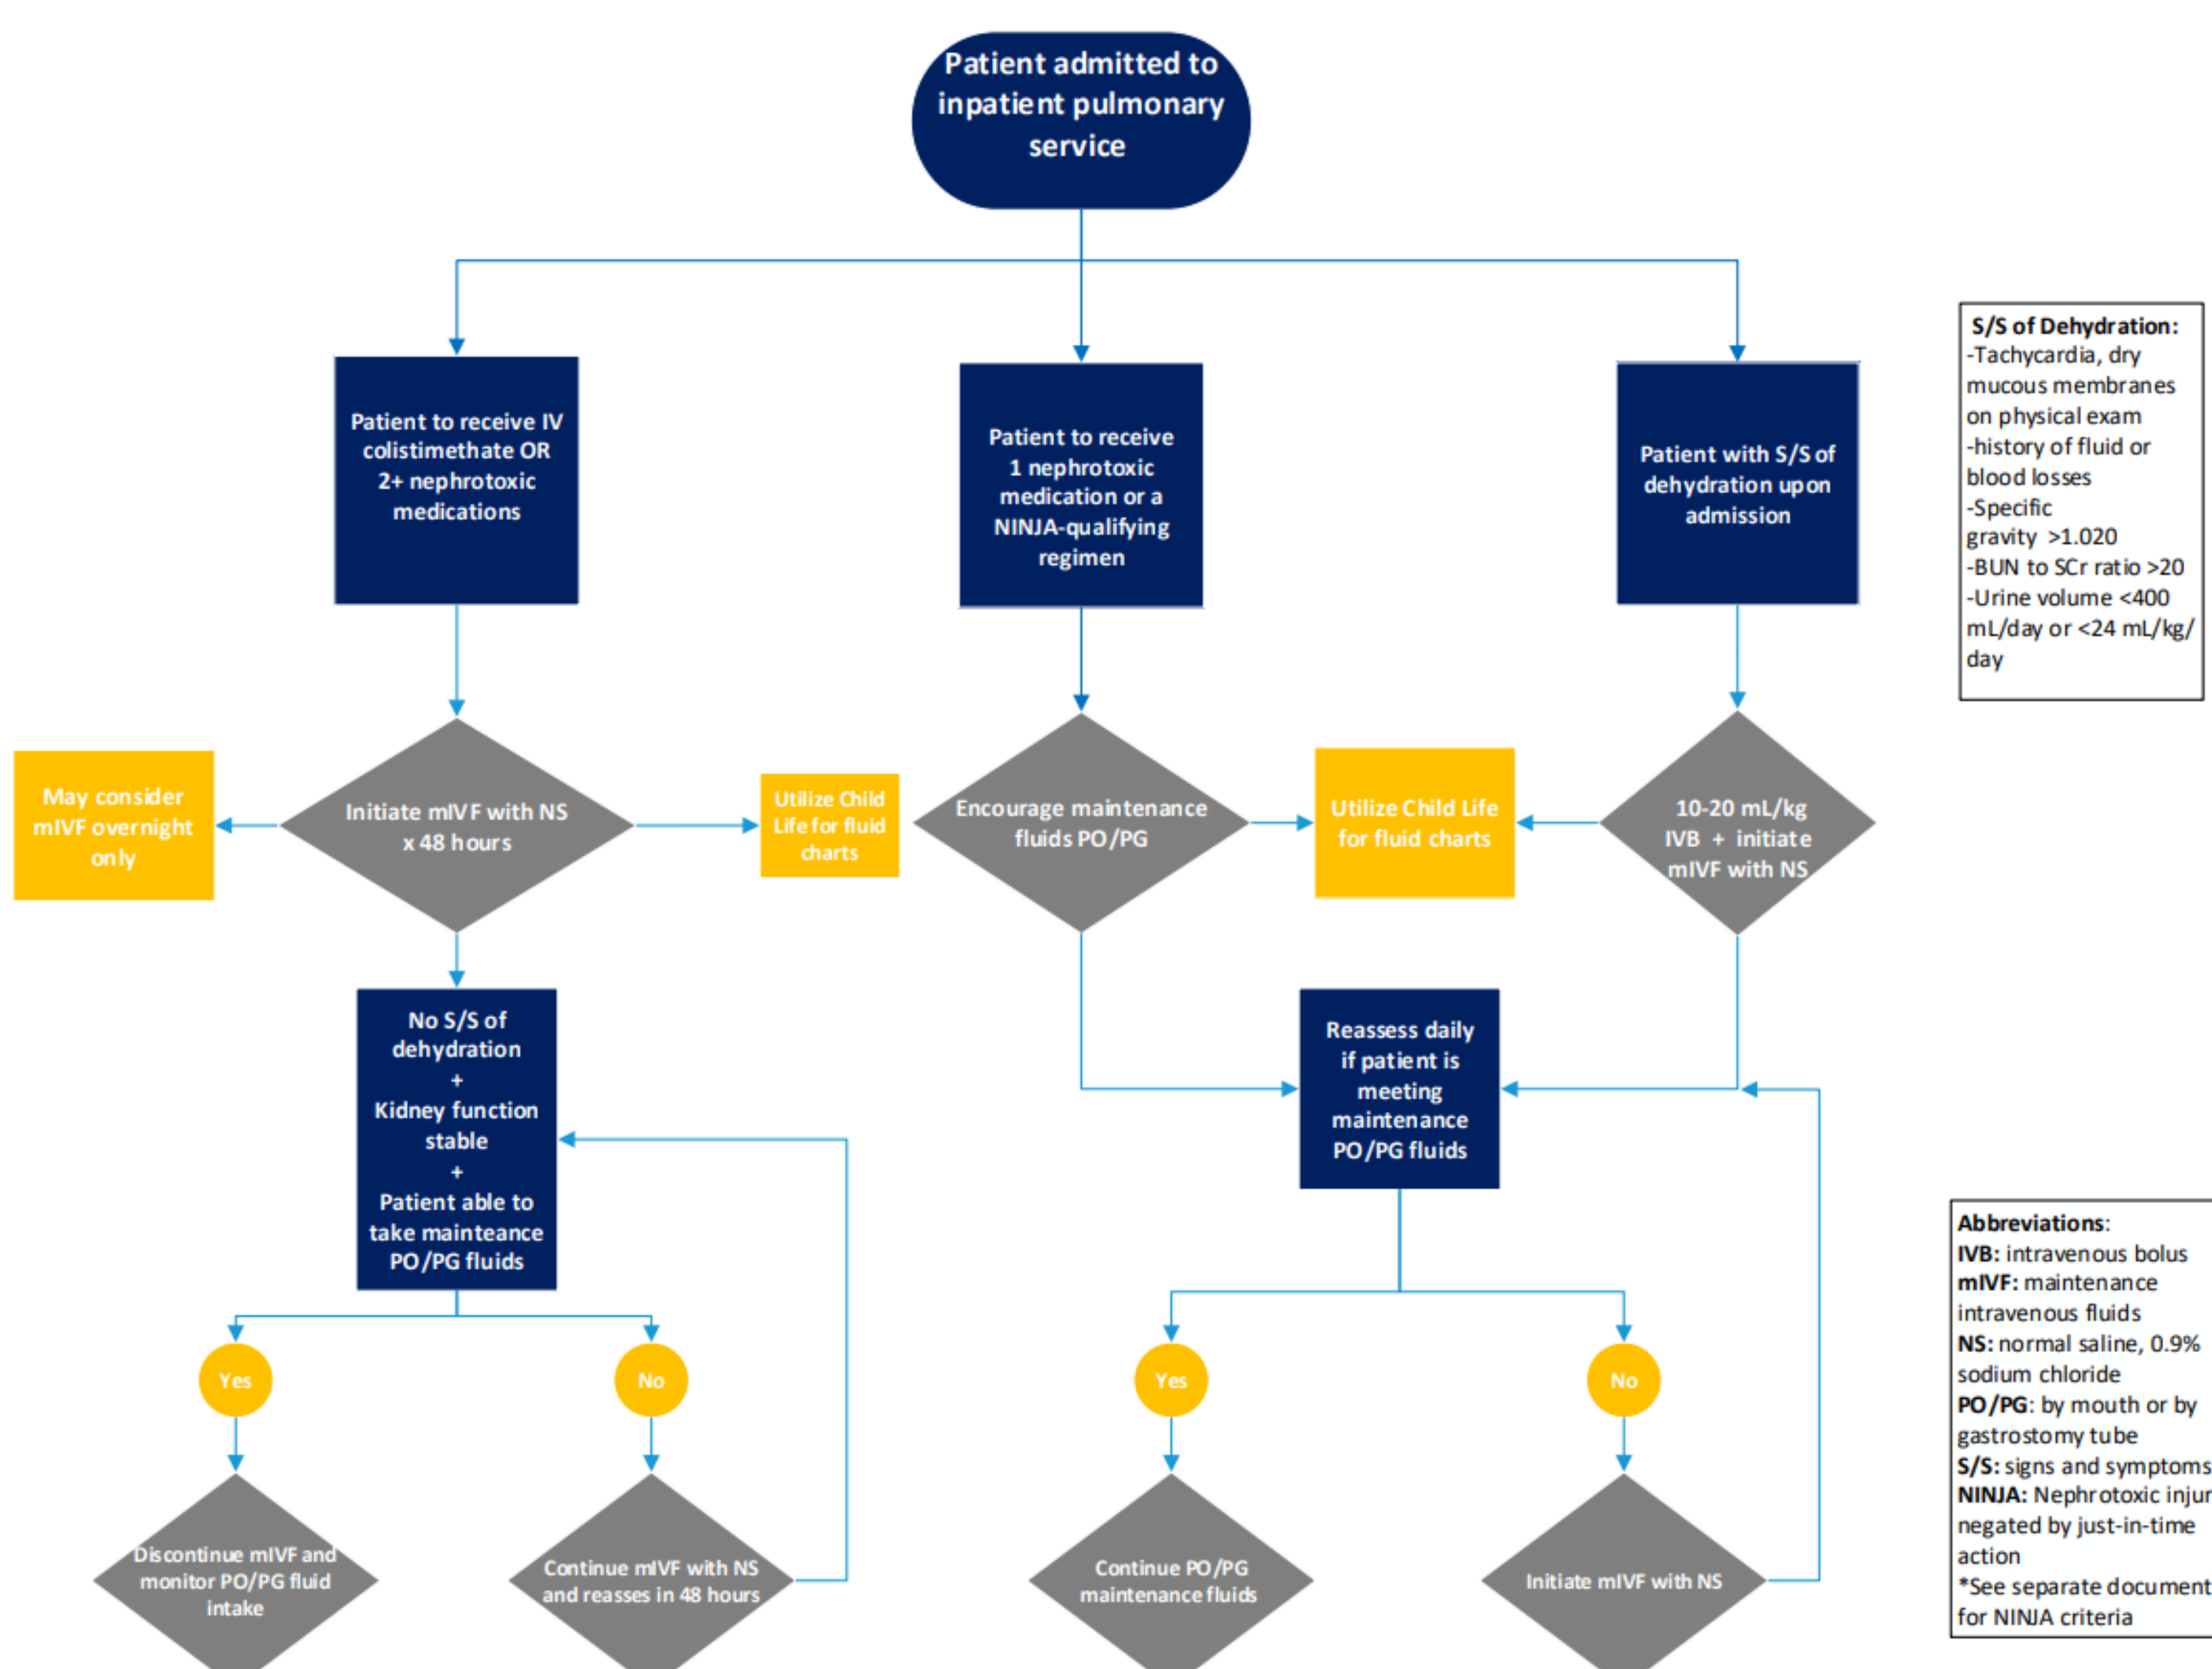 Patient admitted to
inpatient pulmonary
service
Patient to receive IV
colistimethate OR
2+ nephrotoxic
medications
Patient to receive
1 nephrotoxic
medication or a
NINJA-qualifying
regimen
Patient with S/S of
dehydration upon
admission
S/S of Dehydration:
-Tachycardia, dry
mucous membranes
on physical exam
-history of fluid or
blood losses
-Specific
gravity >1.020
-BUN to SCr ratio >20
-Urine volume <400
mL/day or <24 mL/kg/
day
May consider
mIVF overnight
only
Initiate mIVF with NS
x 48 hours
Utilize Child
Life for fluid
charts
Encourage maintenance
fluids PO/PG
Utilize Child Life
for fluid charts
10-20 mL/kg
IVB + initiate
mIVF with NS
No S/S of
dehydration
+
Kidney function
stable
+
Patient able to
take mainteance
PO/PG fluids
Reassess daily
if patient is
meeting
maintenance
PO/PG fluids
Yes
No
Yes
No
Discontinue mIVF and
monitor PO/PG fluid
intake
Continue mIVF with NS
and reasses in 48 hours
Continue PO/PG
maintenance fluids
Initiate mIVF with NS
Abbreviations:
IVB: intravenous bolus
mIVF: maintenance
intravenous fluids
NS: normal saline, 0.9%
sodium chloride
PO/PG: by mouth or by
gastrostomy tube
S/S: signs and symptoms
NINJA: Nephrotoxic injur
negated by just-in-time
action
*See separate document
for NINJA criteria